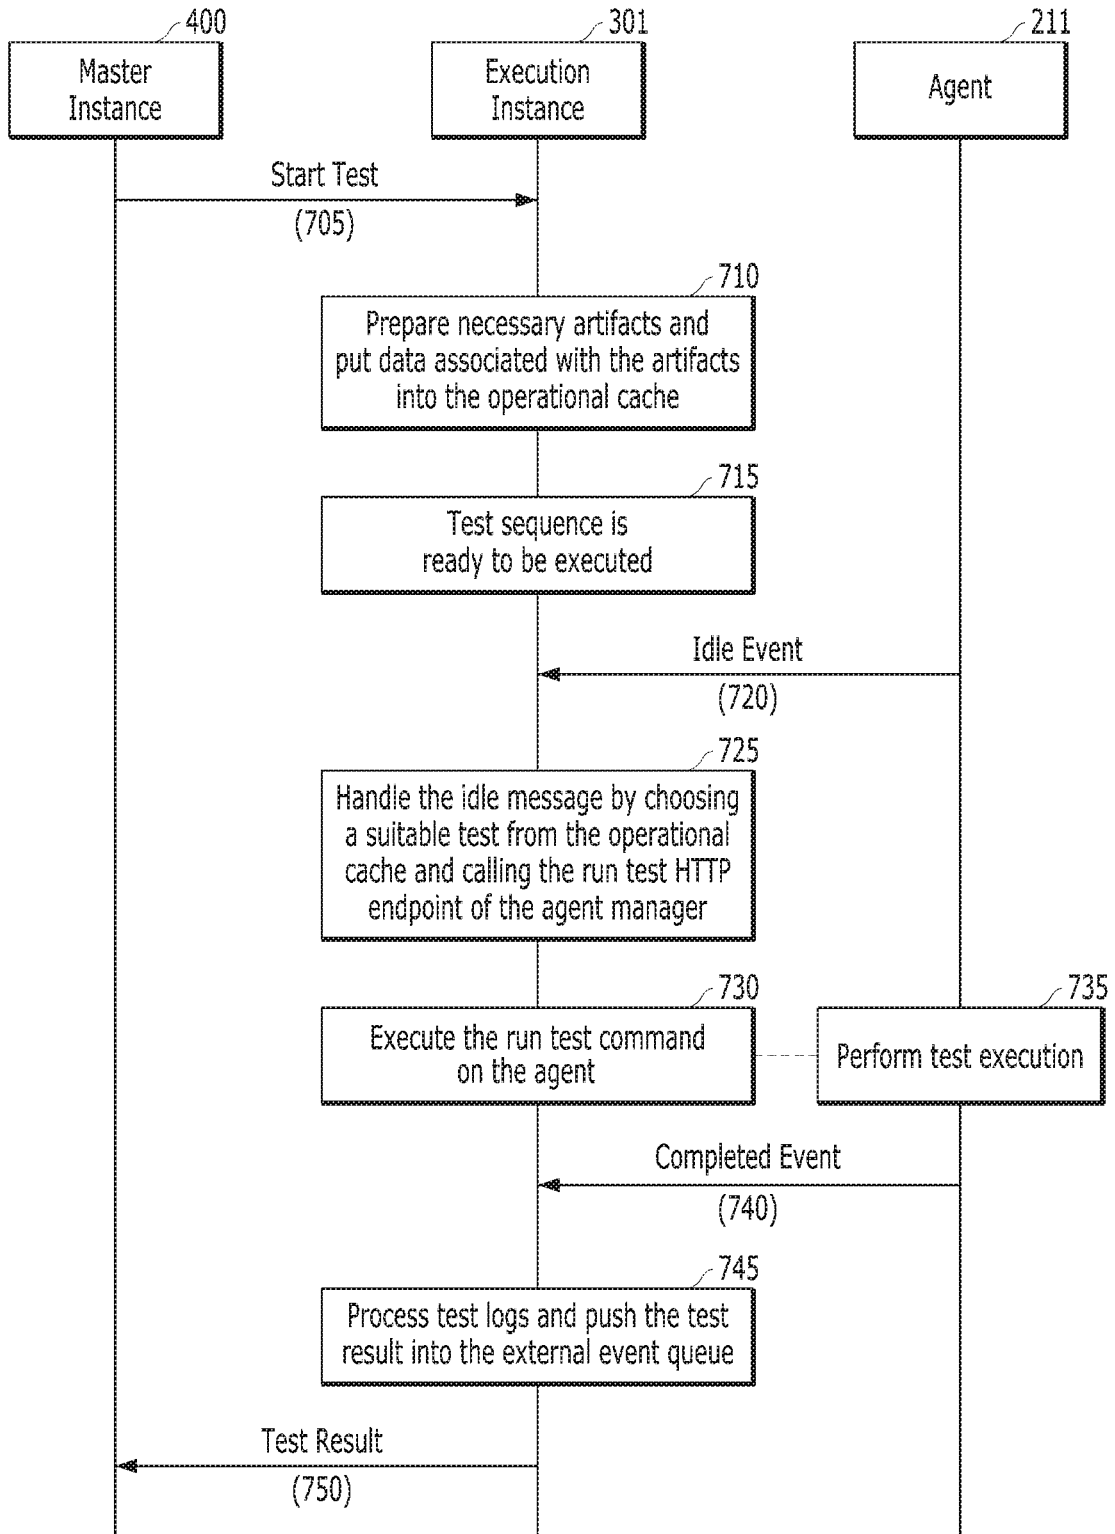 400
301
211
Master
Instance
Execution
Instance
Agent
Start Test
(705)
710
Prepare necessary artifacts and
put data associated with the artifacts
into the operational cache
715
Test sequence is
ready to be executed
Idle Event
(720)
725
Handle the idle message by choosing
a suitable test from the operational
cache and calling the run test HTTP
endpoint of the agent manager
730
735
Execute the run test command
on the agent
Perform test execution
Completed Event
(740)
745
Process test logs and push the test
result into the external event queue
Test Result
(750)